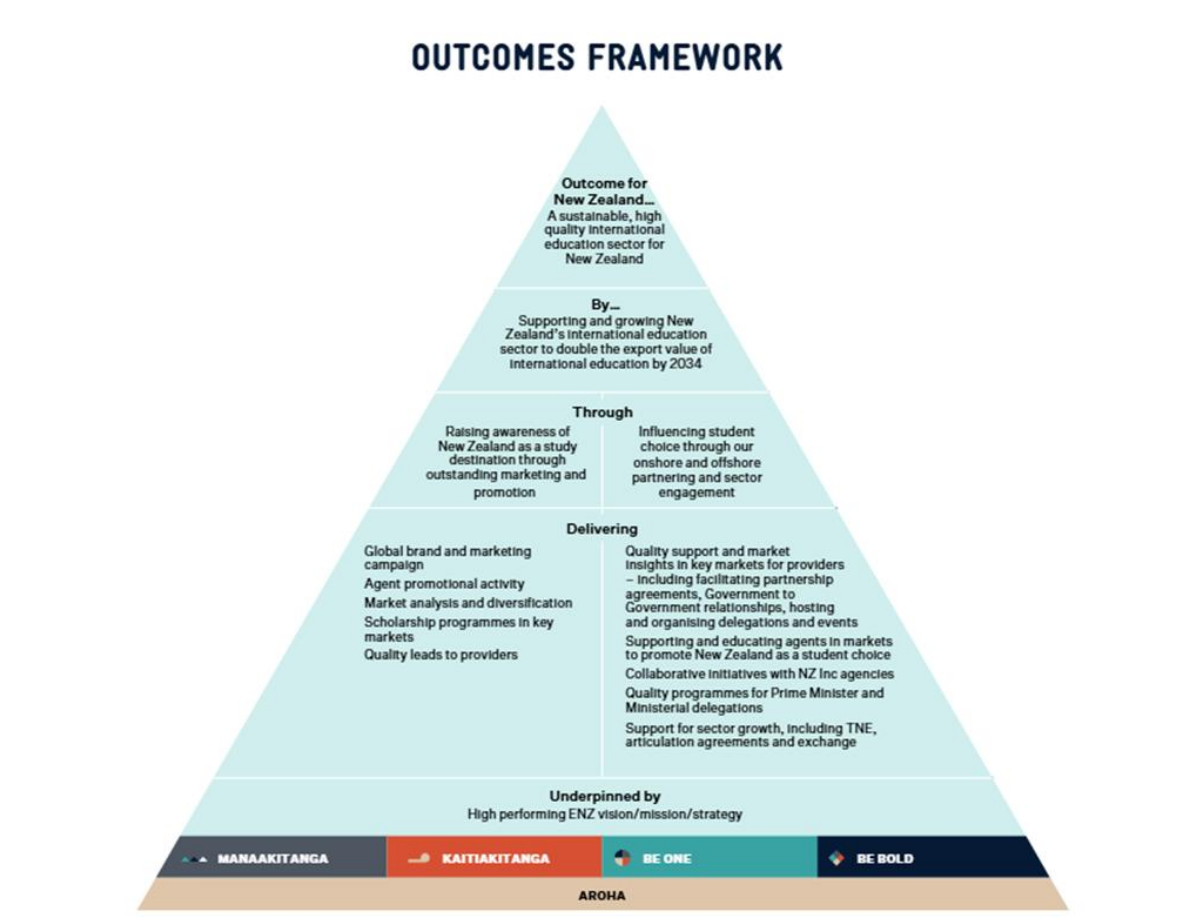 OUTCOMES FRAMEWORK
Outcome for
New Zealand...
A sustainable, high
quality international
education sector for
New Zealand
By...
Supporting and growing New
Zealand's international education
sector to double the export value of
international education by 2034
Through
Raising awareness of
New Zealand as a study
destination through
outstanding marketing and
promotion
Influencing student
choice through our
onshore and offshore
partnering and sector
engagement
Delivering
Global brand and marketing
campaign
Agent promotional activity
Market analysis and diversification
Scholarship programmes in key
markets
Quality leads to providers
Quality support and market
insights in key markets for providers
– including facilitating partnership
agreements, Government to
Government relationships, hosting
and organising delegations and events
Supporting and educating agents in markets
to promote New Zealand as a student choice
Collaborative initiatives with NZ Inc agencies
Quality programmes for Prime Minister and
Ministerial delegations
Support for sector growth, including TNE,
articulation agreements and exchange
Underpinned by
High performing ENZ vision/mission/strategy
MANAAKITANGA
KAITIAKITANGA
BE ONE
BE BOLD
AROHA